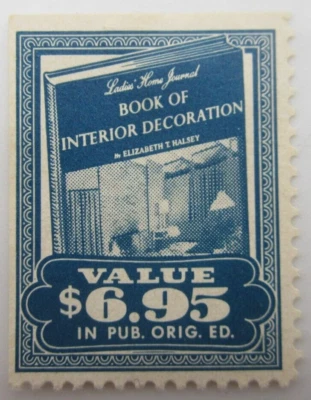 Ladies' Home Journal
BOOK OF
INTERIOR DECORATION
By ELIZABETH T. HALSEY
VALUE
$6.95
IN PUB. ORIG. ED.